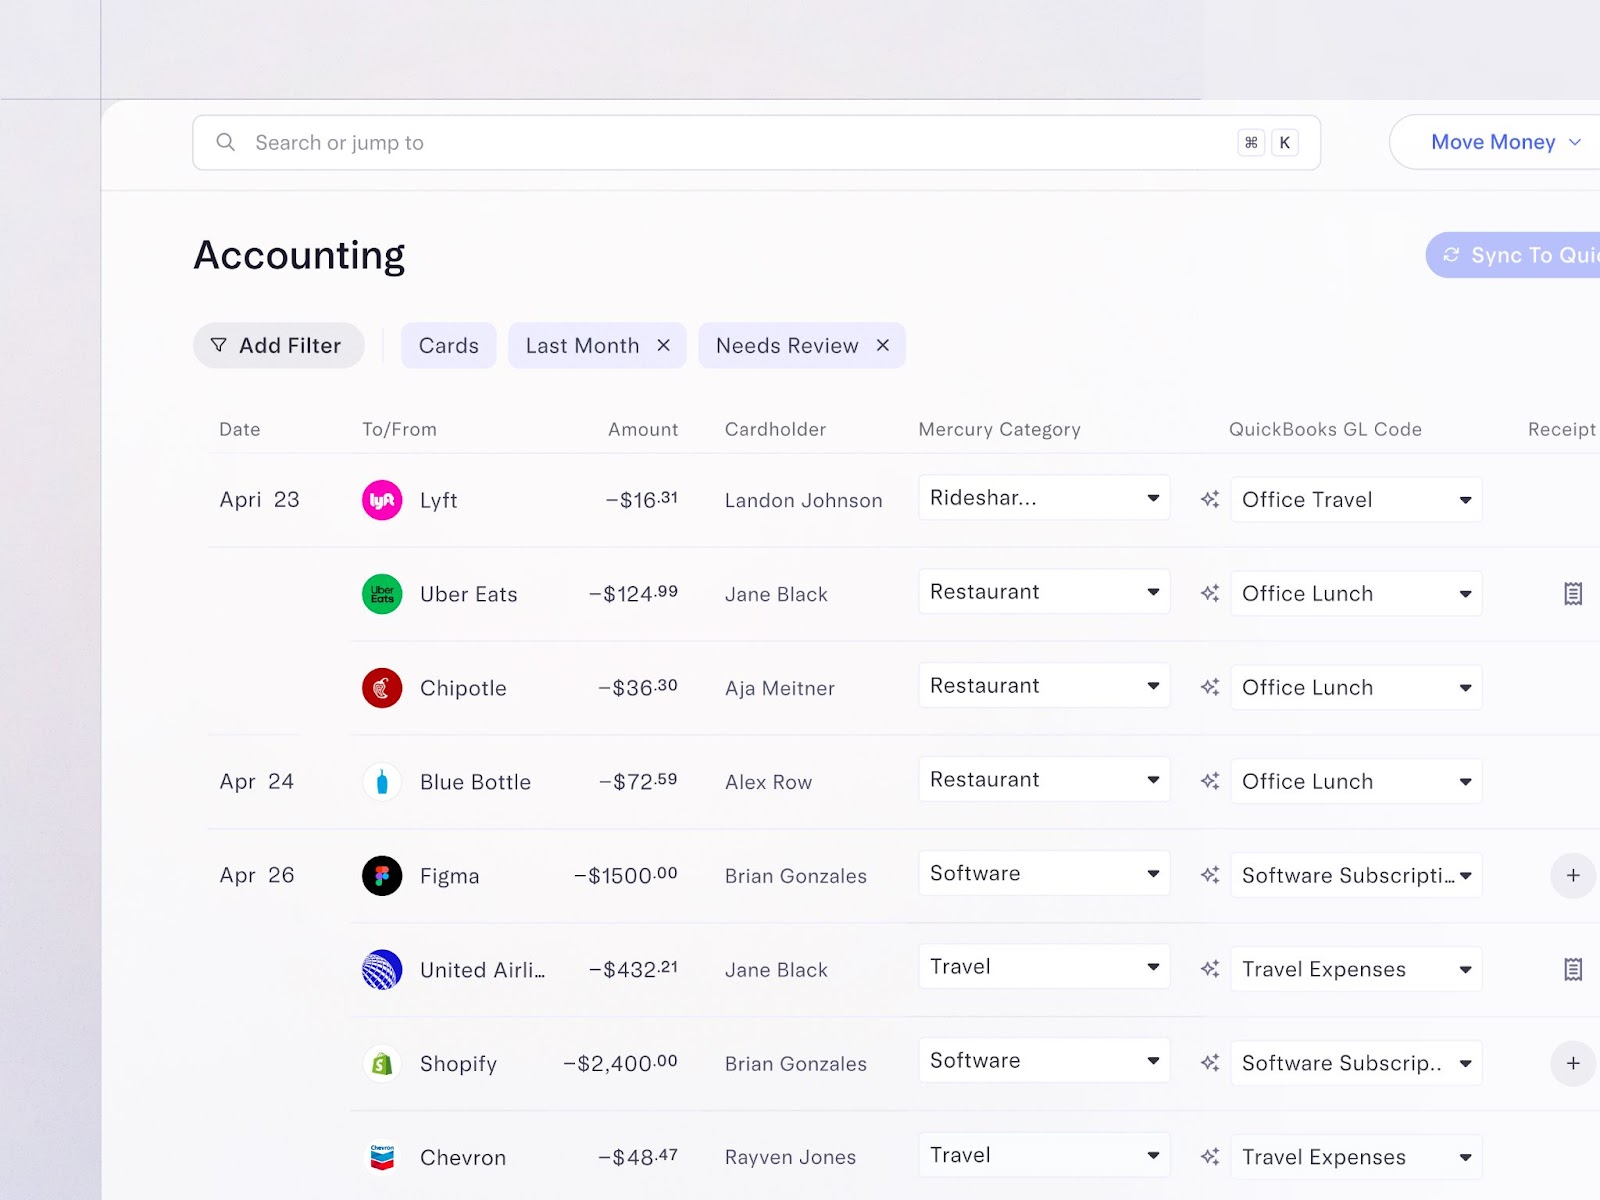 Search or jump to ⌘ K Move Money
Accounting Sync To Qui
Add Filter Cards Last Month × Needs Review ×
Date To/From Amount Cardholder Mercury Category QuickBooks GL Code Receipt
Apri 23 lyft Lyft –$16.31 Landon Johnson Rideshar... Office Travel
Uber Eats Uber Eats –$124.99 Jane Black Restaurant Office Lunch
Chipotle –$36.30 Aja Meitner Restaurant Office Lunch
Apr 24 Blue Bottle –$72.59 Alex Row Restaurant Office Lunch
Apr 26 Figma –$1500.00 Brian Gonzales Software Software Subscripti... +
United Airli... –$432.21 Jane Black Travel Travel Expenses
Shopify –$2,400.00 Brian Gonzales Software Software Subscrip.. +
Chevron Chevron –$48.47 Rayven Jones Travel Travel Expenses